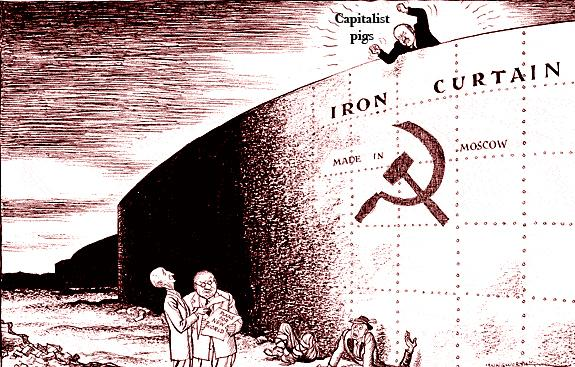 Capitalist
pigs
IRON CURTAIN
MADE IN MOSCOW